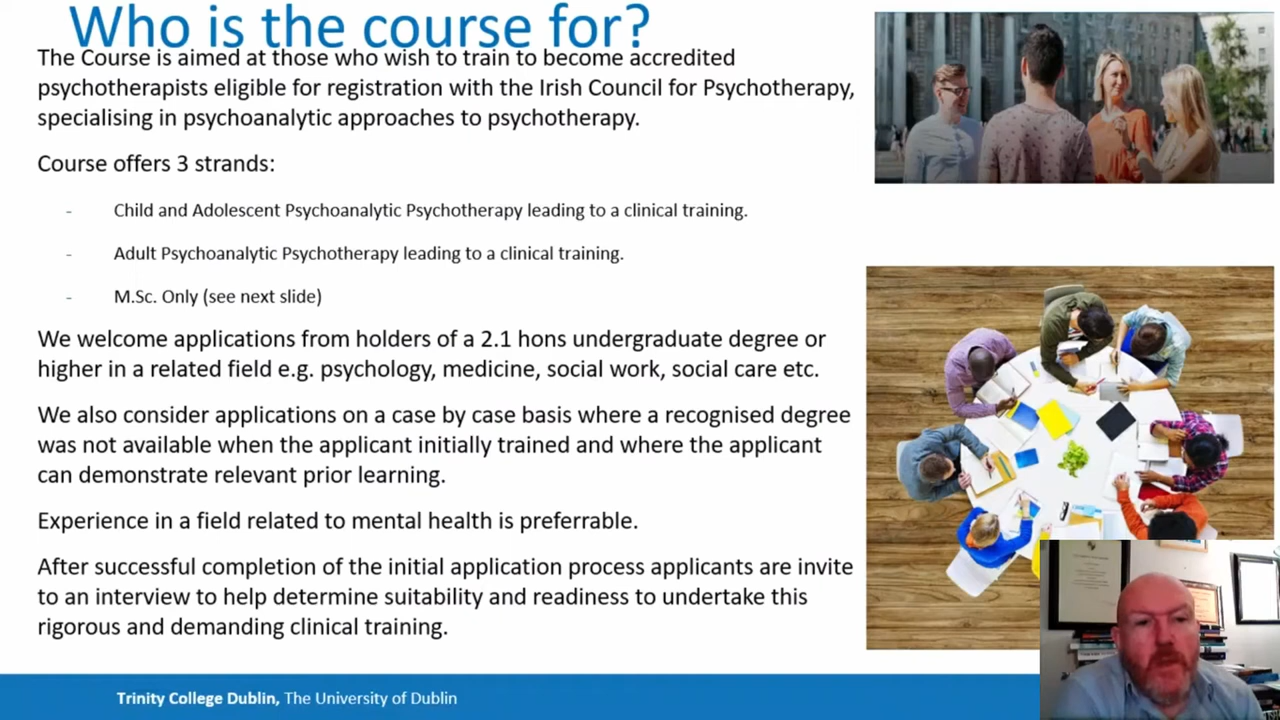 Who is the course for?
The Course is aimed at those who wish to train to become accredited
psychotherapists eligible for registration with the Irish Council for Psychotherapy,
specialising in psychoanalytic approaches to psychotherapy.
Course offers 3 strands:
- Child and Adolescent Psychoanalytic Psychotherapy leading to a clinical training.
- Adult Psychoanalytic Psychotherapy leading to a clinical training.
- M.Sc. Only (see next slide)
We welcome applications from holders of a 2.1 hons undergraduate degree or
higher in a related field e.g. psychology, medicine, social work, social care etc.
We also consider applications on a case by case basis where a recognised degree
was not available when the applicant initially trained and where the applicant
can demonstrate relevant prior learning.
Experience in a field related to mental health is preferrable.
After successful completion of the initial application process applicants are invite
to an interview to help determine suitability and readiness to undertake this
rigorous and demanding clinical training.
Trinity College Dublin, The University of Dublin